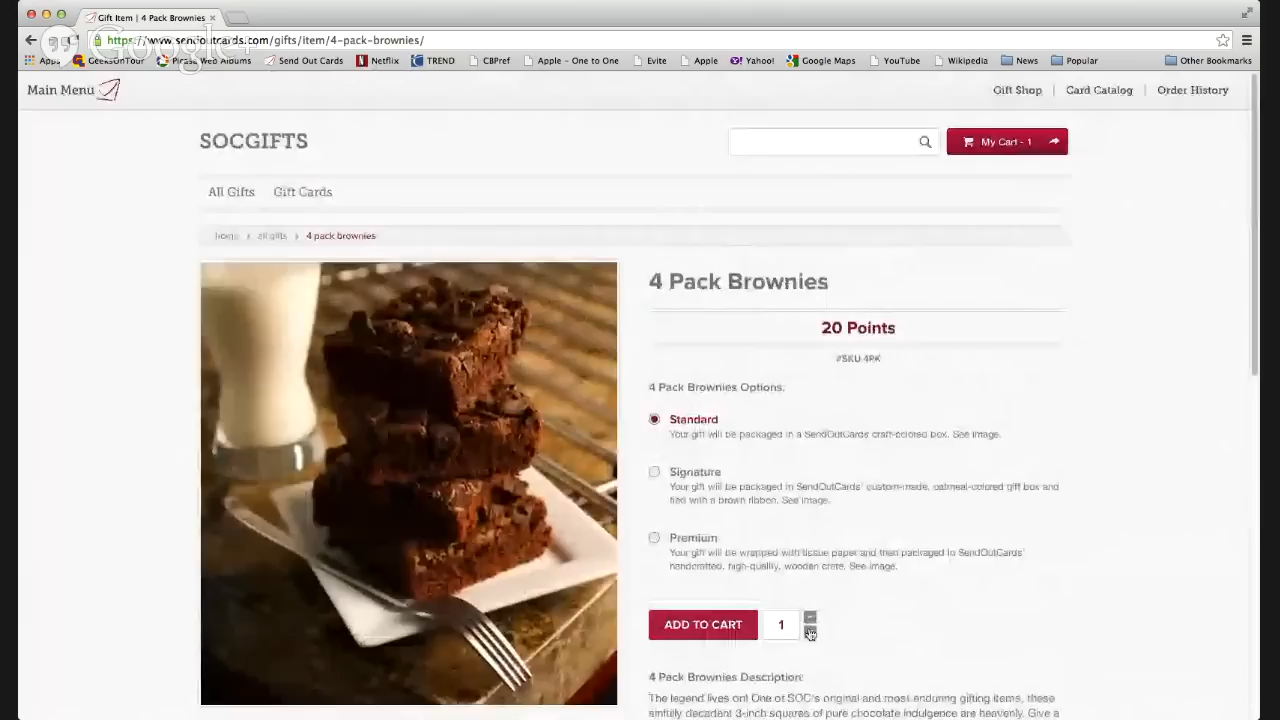 Gift Item | 4 Pack Brownies
https://www.sendoutcards.com/gifts/item/4-pack-brownies/
Google+
Apps GeeksOnTour Picasa Web Albums Send Out Cards Netflix TREND CBPref Apple - One to One Evite Apple Yahoo! Google Maps YouTube Wikipedia News Popular Other Bookmarks
Main Menu Gift Shop Card Catalog Order History
SOCGIFTS My Cart - 1
All Gifts Gift Cards
home all gifts 4 pack brownies
4 Pack Brownies
20 Points
#SKU 4PK
4 Pack Brownies Options:
Standard
Your gift will be packaged in a SendOutCards craft-colored box. See image.
Signature
Your gift will be packaged in SendOutCards' custom-made, oatmeal-colored gift box and
tied with a brown ribbon. See image.
Premium
Your gift will be wrapped with tissue paper and then packaged in SendOutCards'
handcrafted, high-quality, wooden crate. See image.
ADD TO CART 1
4 Pack Brownies Description:
The legend lives on! One of SOC's original and most enduring gifting items, these
sinfully decadent 3-inch squares of pure chocolate indulgence are heavenly. Give a